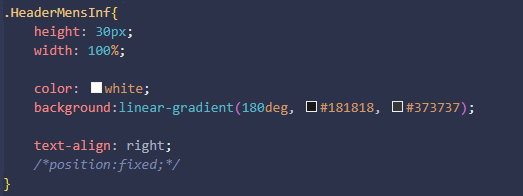 .HeaderMensInf{
height: 30px;
width: 100%;
color: white;
background:linear-gradient(180deg, #181818, #373737);
text-align: right;
/*position:fixed;*/
}